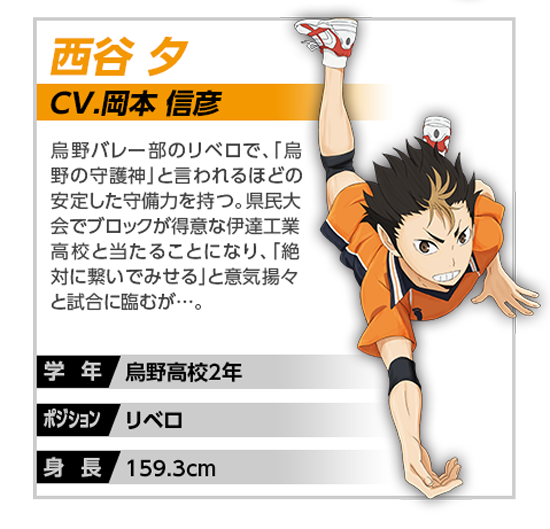 西谷 夕
CV.岡本 信彦
烏野バレー部のリベロで、「烏
野の守護神」と言われるほどの
安定した守備力を持つ。県民大
会でブロックが得意な伊達工業
高校と当たることになり、「絶
対に繋いでみせる」と意気揚々
と試合に臨むが…。
学 年 烏野高校2年
ポジション リベロ
身 長 159.3cm